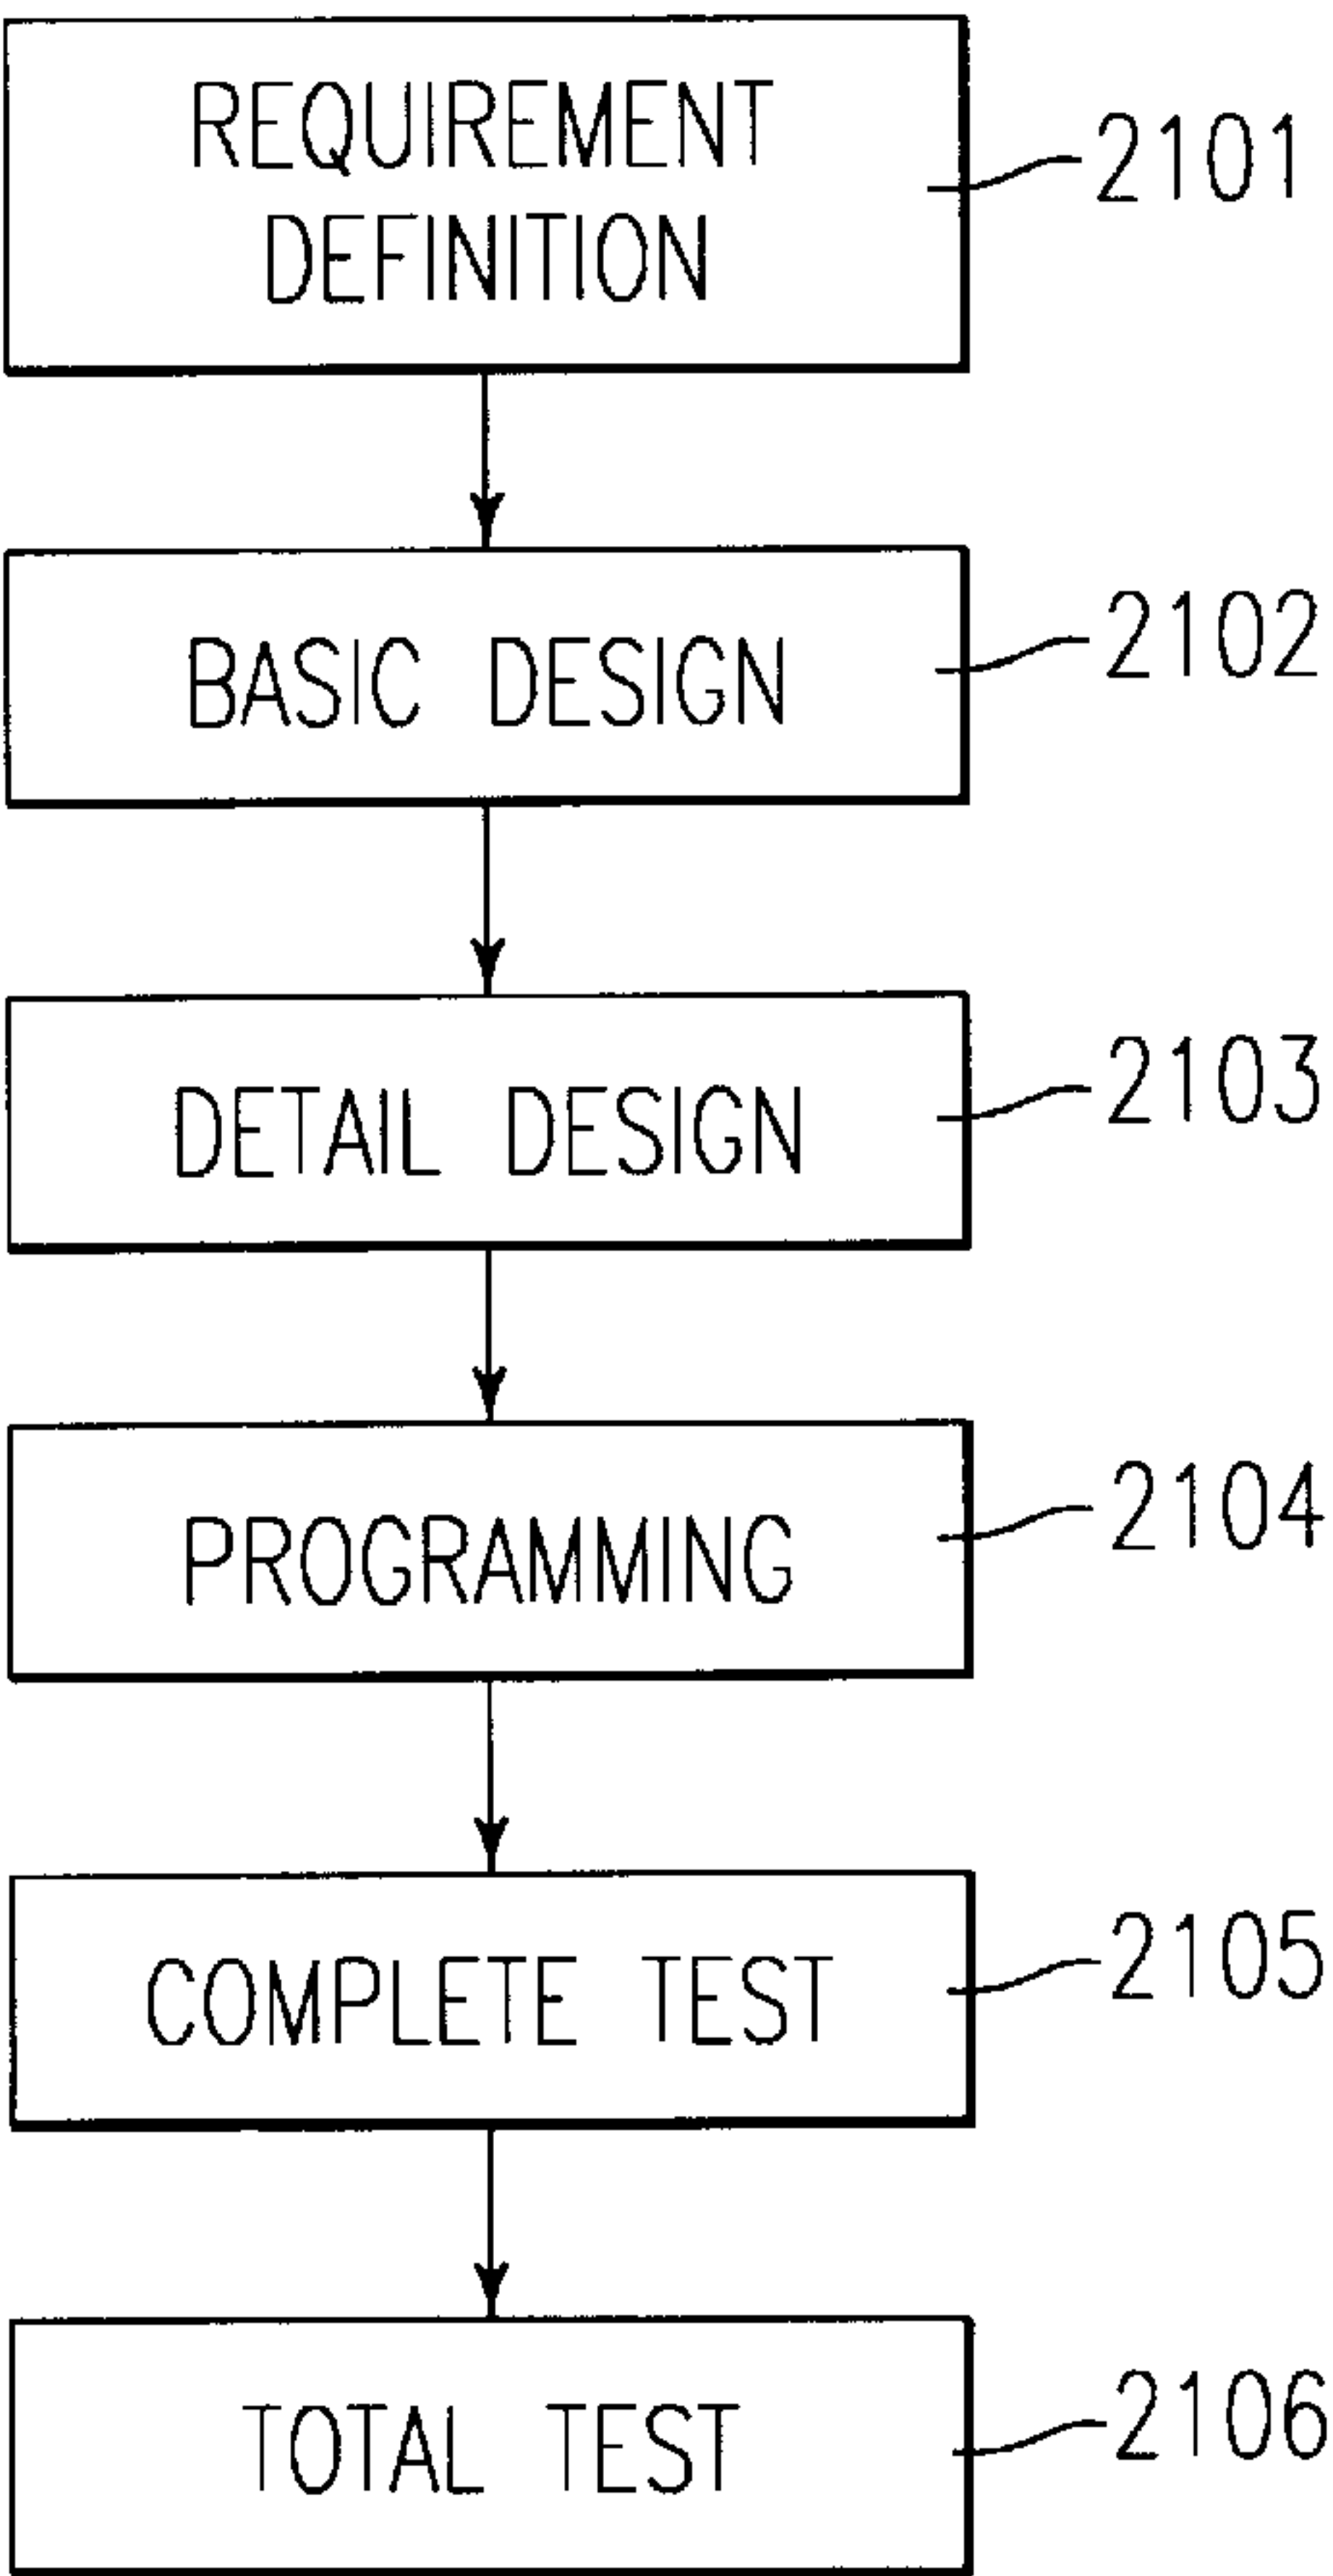 REQUIREMENT
DEFINITION
2101
BASIC DESIGN
2102
DETAIL DESIGN
2103
PROGRAMMING
2104
COMPLETE TEST
2105
TOTAL TEST
2106